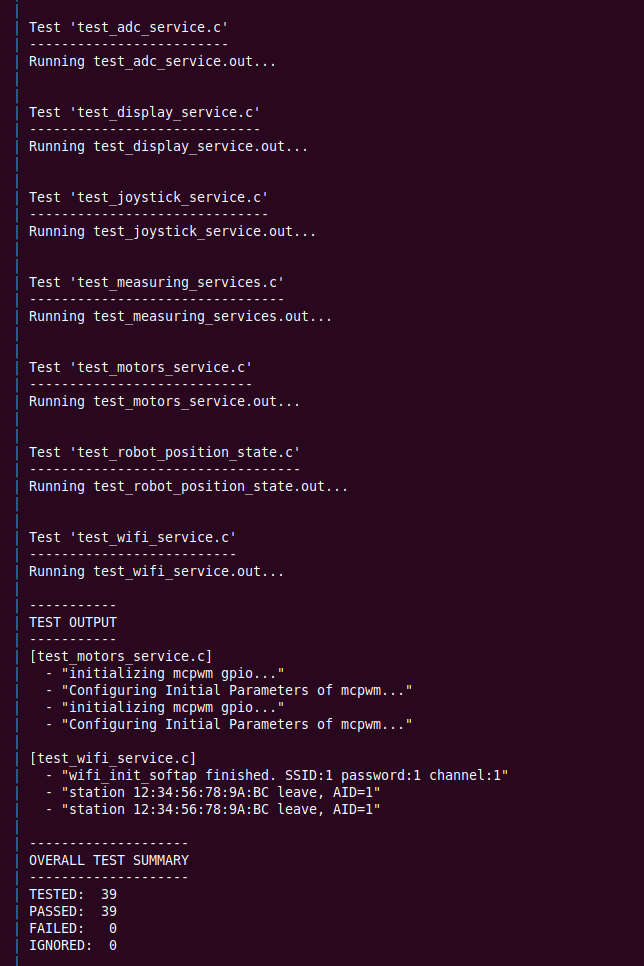 Test 'test_adc_service.c'
-------------------------
Running test_adc_service.out...
Test 'test_display_service.c'
-----------------------------
Running test_display_service.out...
Test 'test_joystick_service.c'
------------------------------
Running test_joystick_service.out...
Test 'test_measuring_services.c'
--------------------------------
Running test_measuring_services.out...
Test 'test_motors_service.c'
----------------------------
Running test_motors_service.out...
Test 'test_robot_position_state.c'
----------------------------------
Running test_robot_position_state.out...
Test 'test_wifi_service.c'
--------------------------
Running test_wifi_service.out...
-----------
TEST OUTPUT
-----------
[test_motors_service.c]
  - "initializing mcpwm gpio..."
  - "Configuring Initial Parameters of mcpwm..."
  - "initializing mcpwm gpio..."
  - "Configuring Initial Parameters of mcpwm..."
[test_wifi_service.c]
  - "wifi_init_softap finished. SSID:1 password:1 channel:1"
  - "station 12:34:56:78:9A:BC leave, AID=1"
  - "station 12:34:56:78:9A:BC leave, AID=1"
--------------------
OVERALL TEST SUMMARY
--------------------
TESTED:  39
PASSED:  39
FAILED:   0
IGNORED:  0